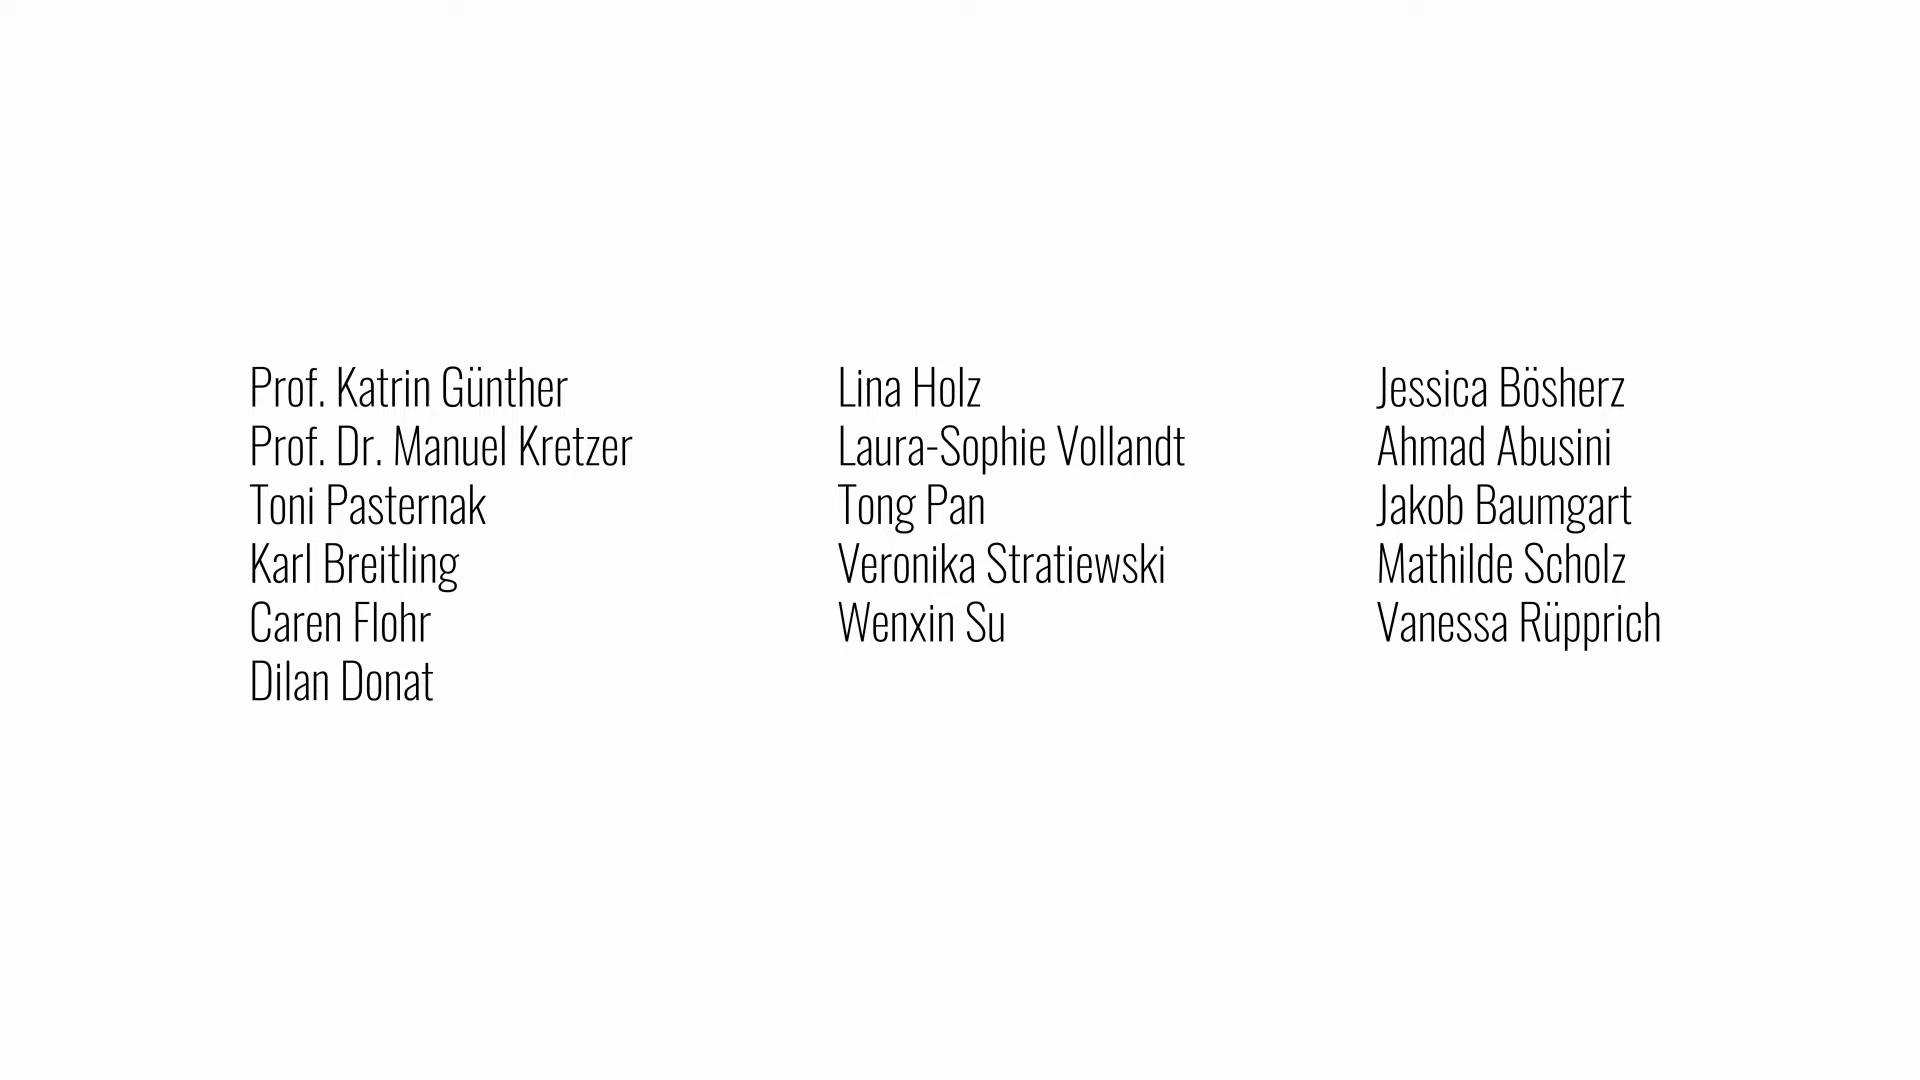 Prof. Katrin Günther
Prof. Dr. Manuel Kretzer
Toni Pasternak
Karl Breitling
Caren Flohr
Dilan Donat
Lina Holz
Laura-Sophie Vollandt
Tong Pan
Veronika Stratiewski
Wenxin Su
Jessica Bösherz
Ahmad Abusini
Jakob Baumgart
Mathilde Scholz
Vanessa Rüpprich